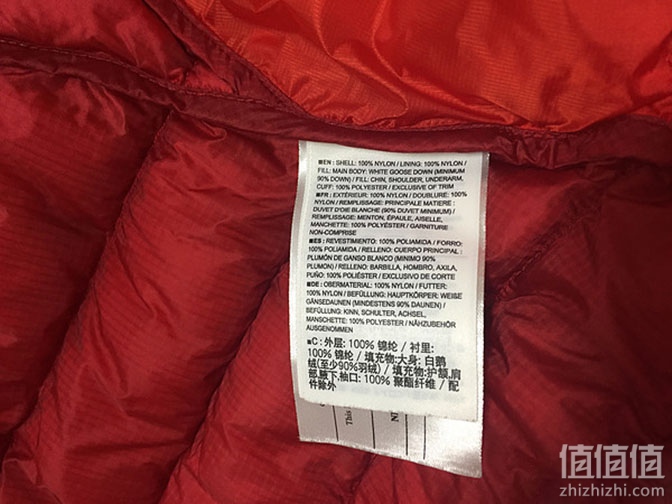 ■EN: SHELL: 100% NYLON / LINING: 100% NYLON /
FILL: MAIN BODY: WHITE GOOSE DOWN (MINIMUM
90% DOWN) / FILL: CHIN, SHOULDER, UNDERARM,
CUFF: 100% POLYESTER / EXCLUSIVE OF TRIM
■FR: EXTÉRIEUR: 100% NYLON / DOUBLURE: 100%
NYLON / REMPLISSAGE: PRINCIPALE MATIERE:
DUVET D'OIE BLANCHE (90% DUVET MINIMUM) /
REMPLISSAGE: MENTON, ÉPAULE, AISELLE,
MANCHETTE: 100% POLYESTER / GARNITURE
NON-COMPRISE
■ES: REVESTIMIENTO: 100% POLIAMIDA / FORRO:
100% POLIAMIDA / RELLENO: CUERPO PRINCIPAL:
PLUMÓN DE GANSO BLANCO (MINIMO 90%
PLUMON) / RELLENO: BARBILLA, HOMBRO, AXILA,
PUÑO: 100% POLIÉSTER / EXCLUSIVO DE CORTE
■DE: OBERMATERIAL: 100% NYLON / FUTTER:
100% NYLON / BEFÜLLUNG: HAUPTKÖRPER: WEIßE
GÄNSEDAUNEN (MINDESTENS 90% DAUNEN) /
BEFÜLLUNG: KINN, SCHULTER, ACHSEL,
MANSCHETTE: 100% POLYESTER / NÄHZUBEHÖR
AUSGENOMMEN
■C: 外层: 100% 锦纶 / 衬里:
100% 锦纶 / 填充物:大身: 白鹅
绒(至少90%羽绒) / 填充物:护颏,肩
部,腋下,袖口: 100% 聚酯纤维 / 配
件除外
This
值值值
zhizhizhi.com